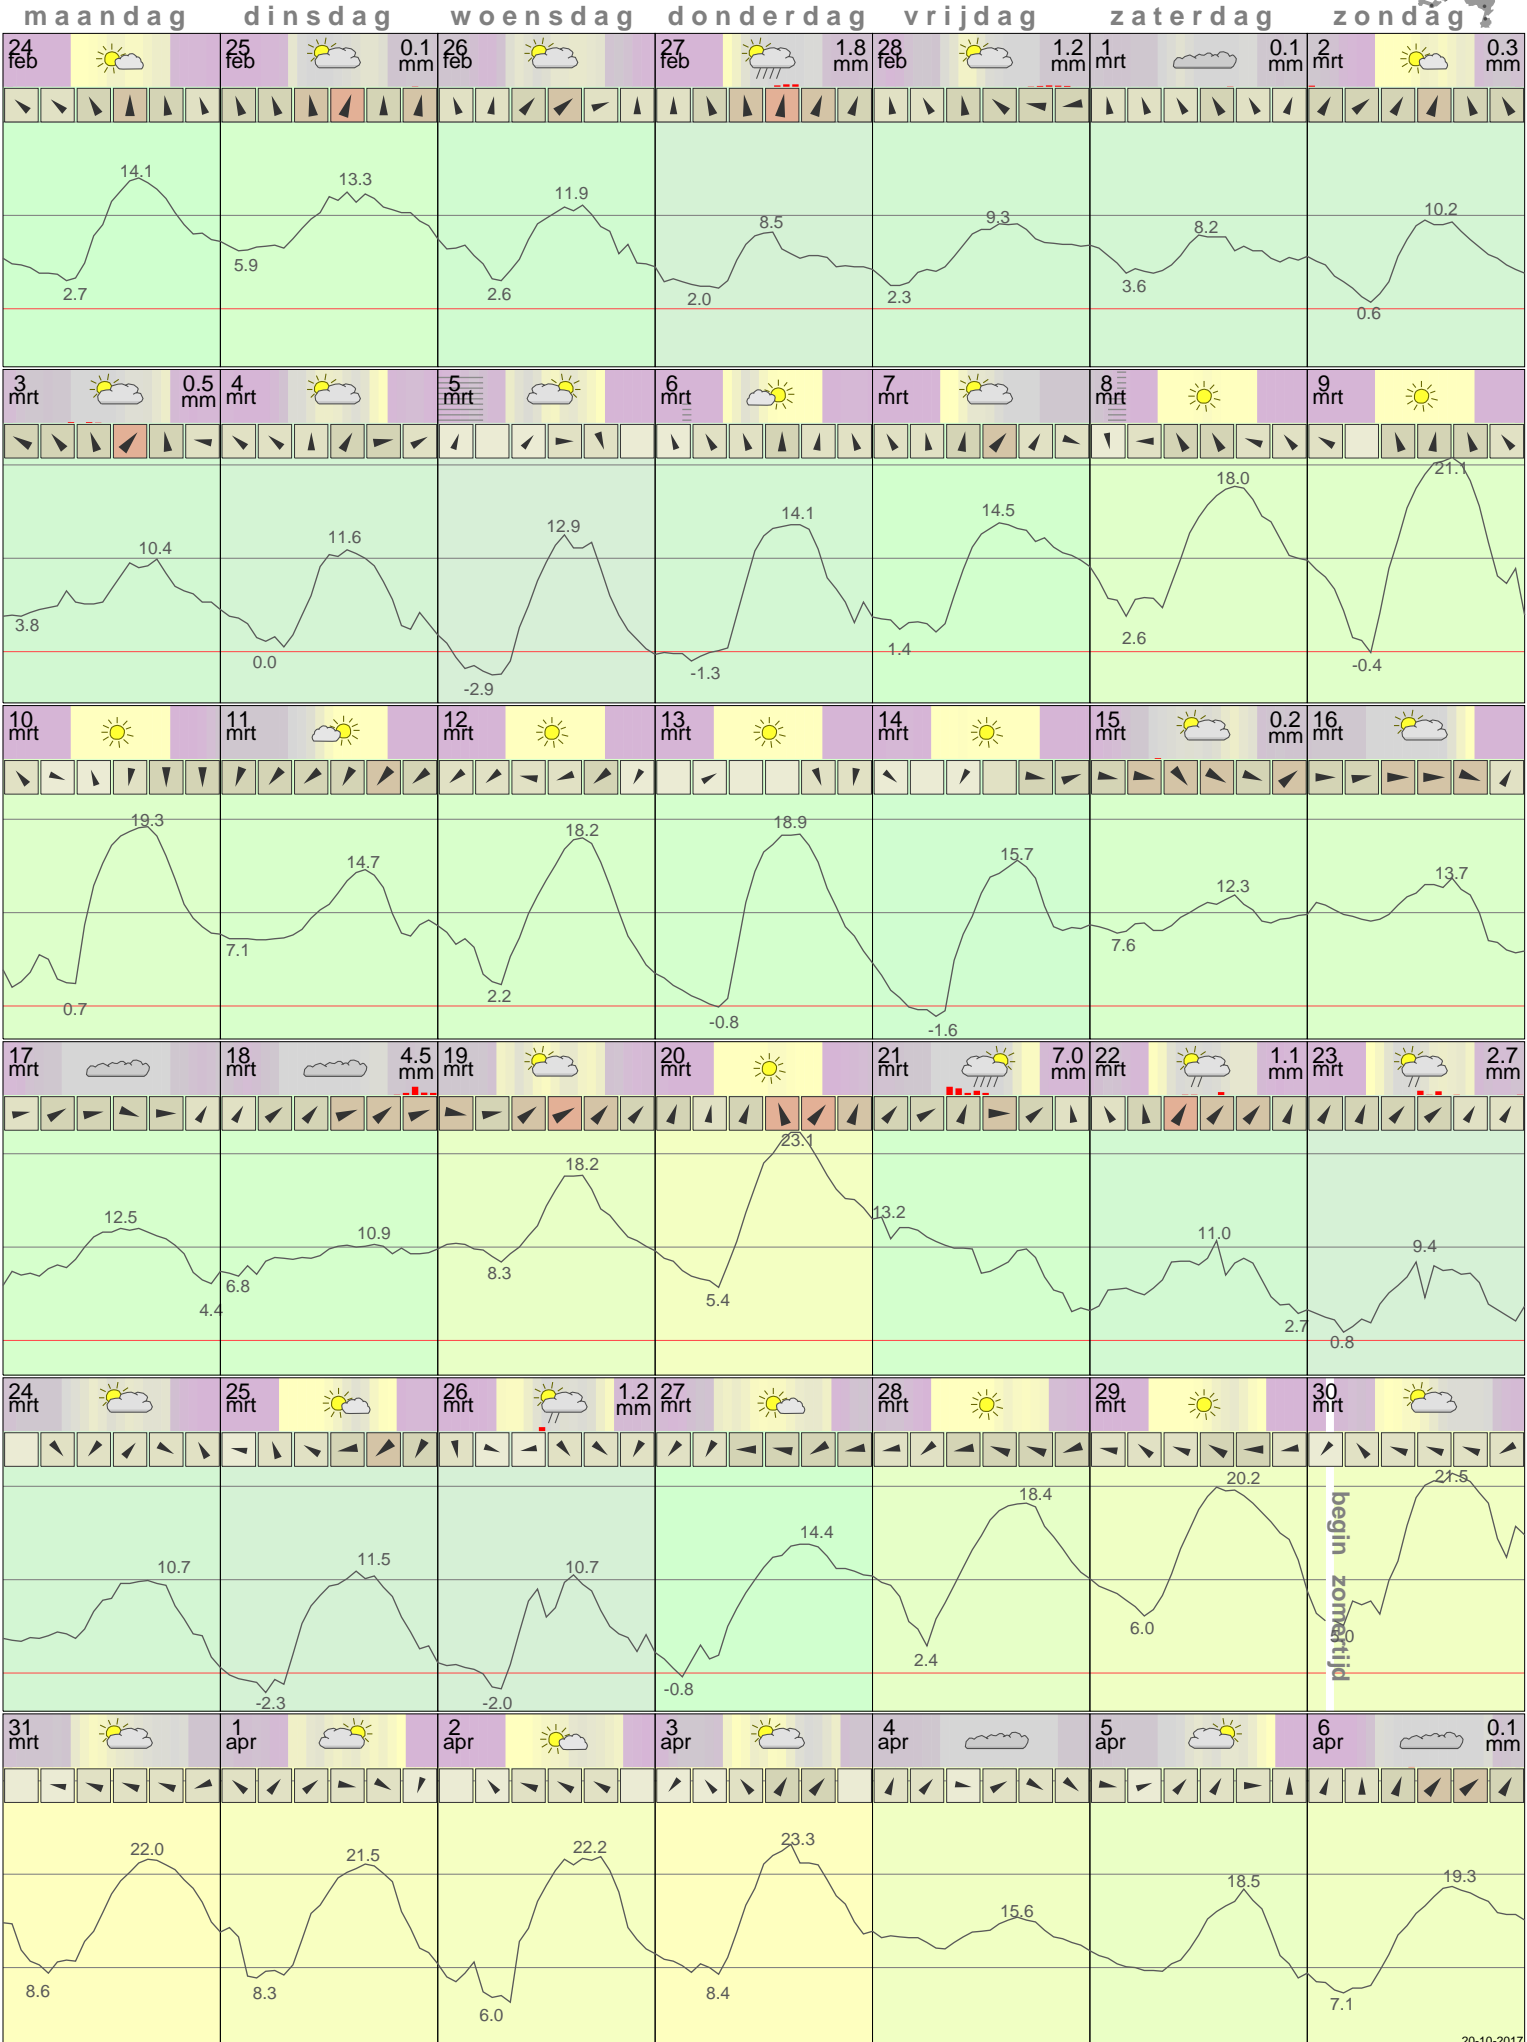 maandag dinsdag woensdag donderdag vrijdag zaterdag zondag
24 feb
25 feb 0.1 mm
26 feb
27 feb 1.8 mm
28 feb 1.2 mm
1 mrt 0.1 mm
2 mrt 0.3 mm
14.1 13.3 11.9 8.5 9.3 8.2 10.2
2.7 5.9 2.6 2.0 2.3 3.6 0.6
3 mrt 0.5 mm
4 mrt
5 mrt
6 mrt
7 mrt
8 mrt
9 mrt
10.4 11.6 12.9 14.1 14.5 18.0 21.1
3.8 0.0 -2.9 -1.3 1.4 2.6 -0.4
10 mrt
11 mrt
12 mrt
13 mrt
14 mrt
15 mrt 0.2 mm
16 mrt
19.3 14.7 18.2 18.9 15.7 12.3 13.7
0.7 7.1 2.2 -0.8 -1.6 7.6
17 mrt
18 mrt 4.5 mm
19 mrt
20 mrt
21 mrt 7.0 mm
22 mrt 1.1 mm
23 mrt 2.7 mm
12.5 10.9 18.2 23.1 13.2 11.0 9.4
4.4 6.8 8.3 5.4 2.7 0.8
24 mrt
25 mrt
26 mrt 1.2 mm
27 mrt
28 mrt
29 mrt
30 mrt
10.7 11.5 10.7 14.4 18.4 20.2 21.5
-2.3 -2.0 -0.8 2.4 6.0 5.0
begin zomertijd
31 mrt
1 apr
2 apr
3 apr
4 apr
5 apr
6 apr 0.1 mm
22.0 21.5 22.2 23.3 15.6 18.5 19.3
8.6 8.3 6.0 8.4 7.1
20-10-2017